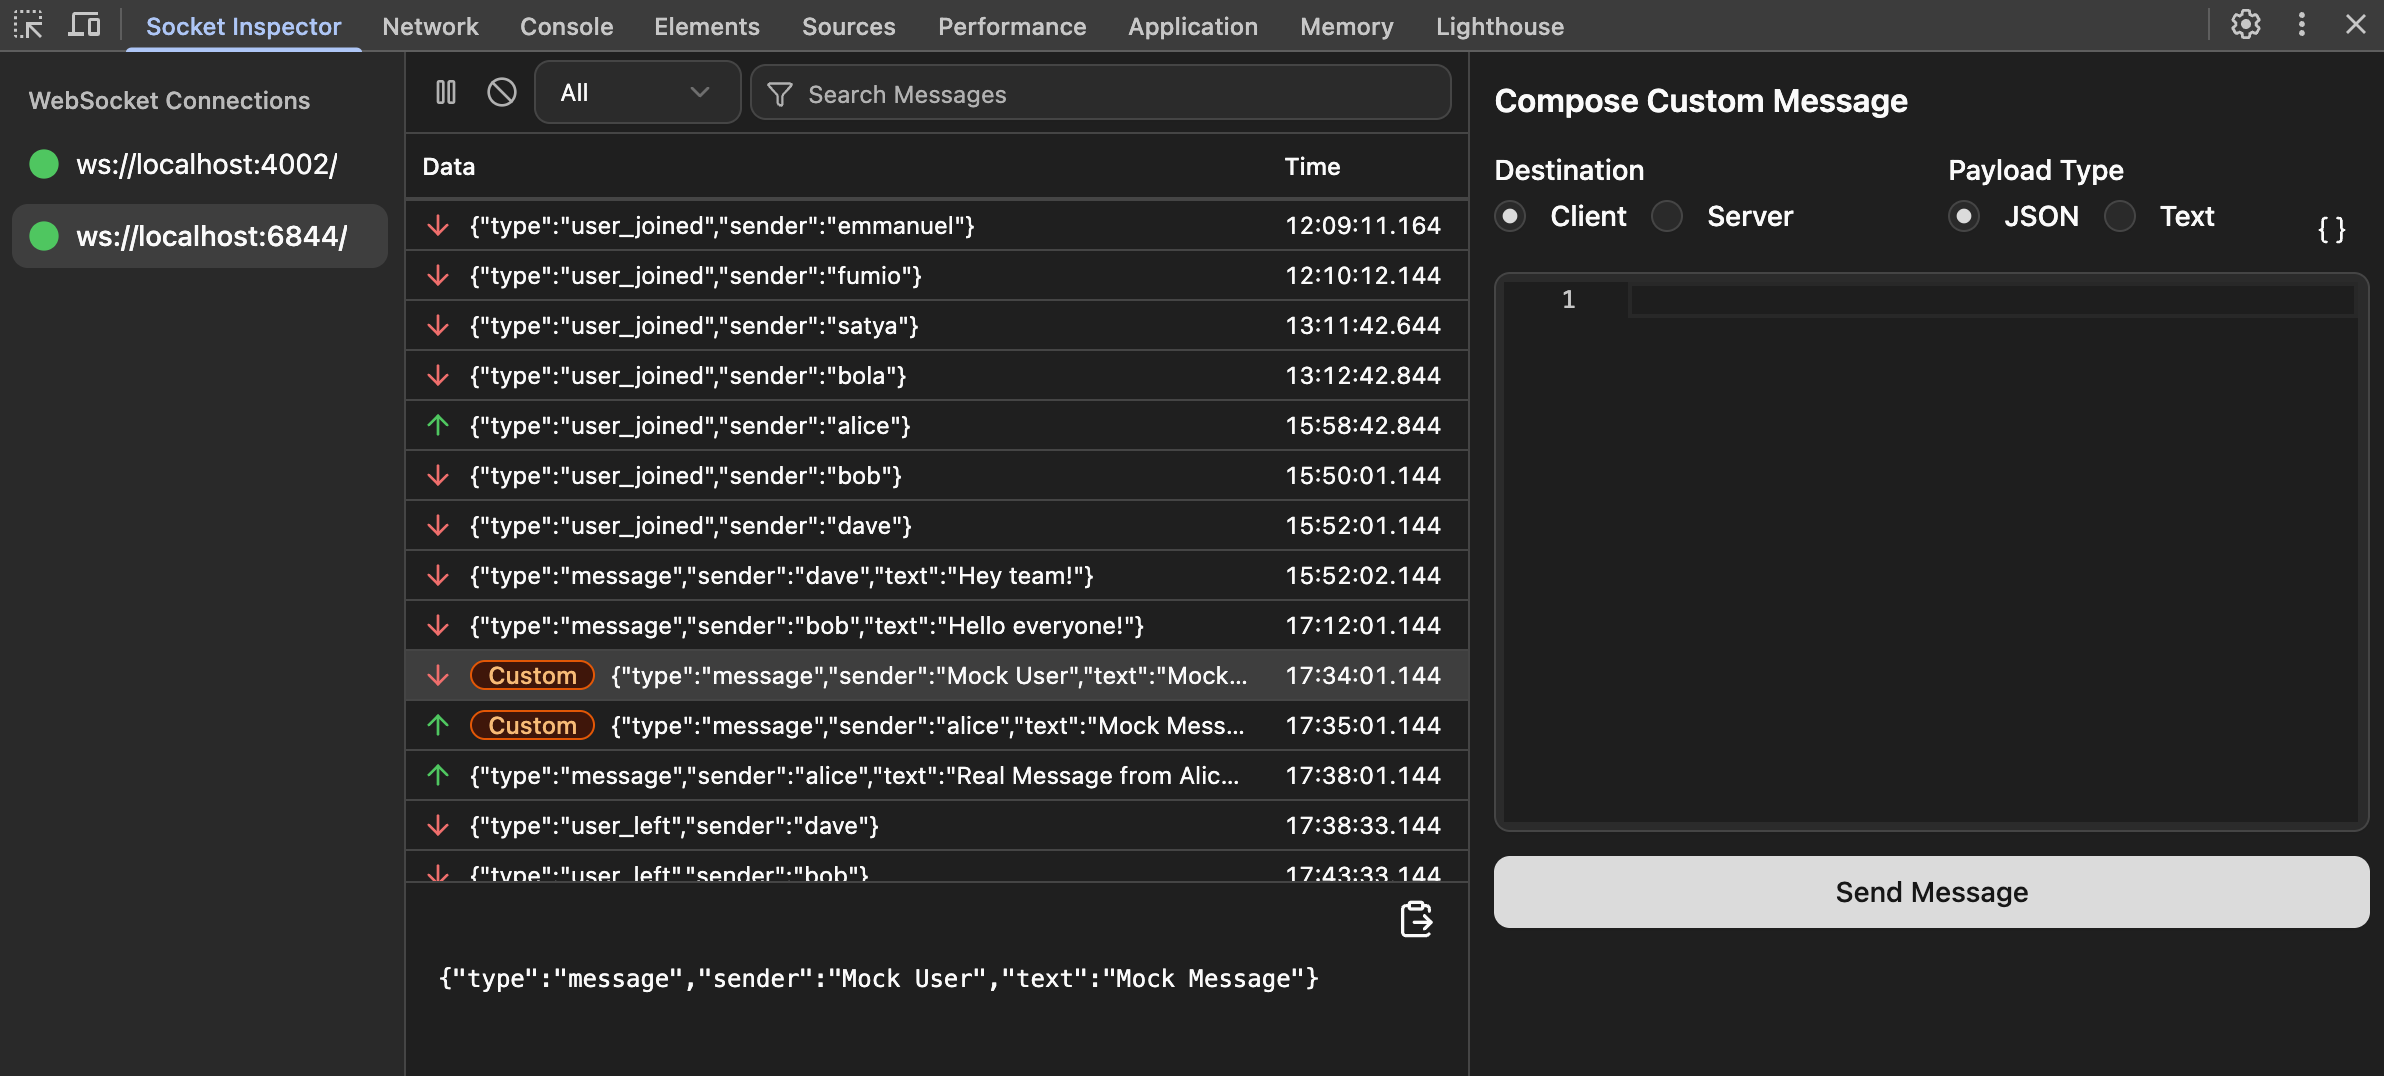 Socket Inspector Network Console Elements Sources Performance Application Memory Lighthouse
WebSocket Connections
ws://localhost:4002/
ws://localhost:6844/
All
Search Messages
Data Time
{"type":"user_joined","sender":"emmanuel"} 12:09:11.164
{"type":"user_joined","sender":"fumio"} 12:10:12.144
{"type":"user_joined","sender":"satya"} 13:11:42.644
{"type":"user_joined","sender":"bola"} 13:12:42.844
{"type":"user_joined","sender":"alice"} 15:58:42.844
{"type":"user_joined","sender":"bob"} 15:50:01.144
{"type":"user_joined","sender":"dave"} 15:52:01.144
{"type":"message","sender":"dave","text":"Hey team!"} 15:52:02.144
{"type":"message","sender":"bob","text":"Hello everyone!"} 17:12:01.144
Custom {"type":"message","sender":"Mock User","text":"Mock... 17:34:01.144
Custom {"type":"message","sender":"alice","text":"Mock Mess... 17:35:01.144
{"type":"message","sender":"alice","text":"Real Message from Alic... 17:38:01.144
{"type":"user_left","sender":"dave"} 17:38:33.144
{"type":"user_left","sender":"bob"} 17:43:33.144
{"type":"message","sender":"Mock User","text":"Mock Message"}
Compose Custom Message
Destination
Client Server
Payload Type
JSON Text
{ }
1
Send Message